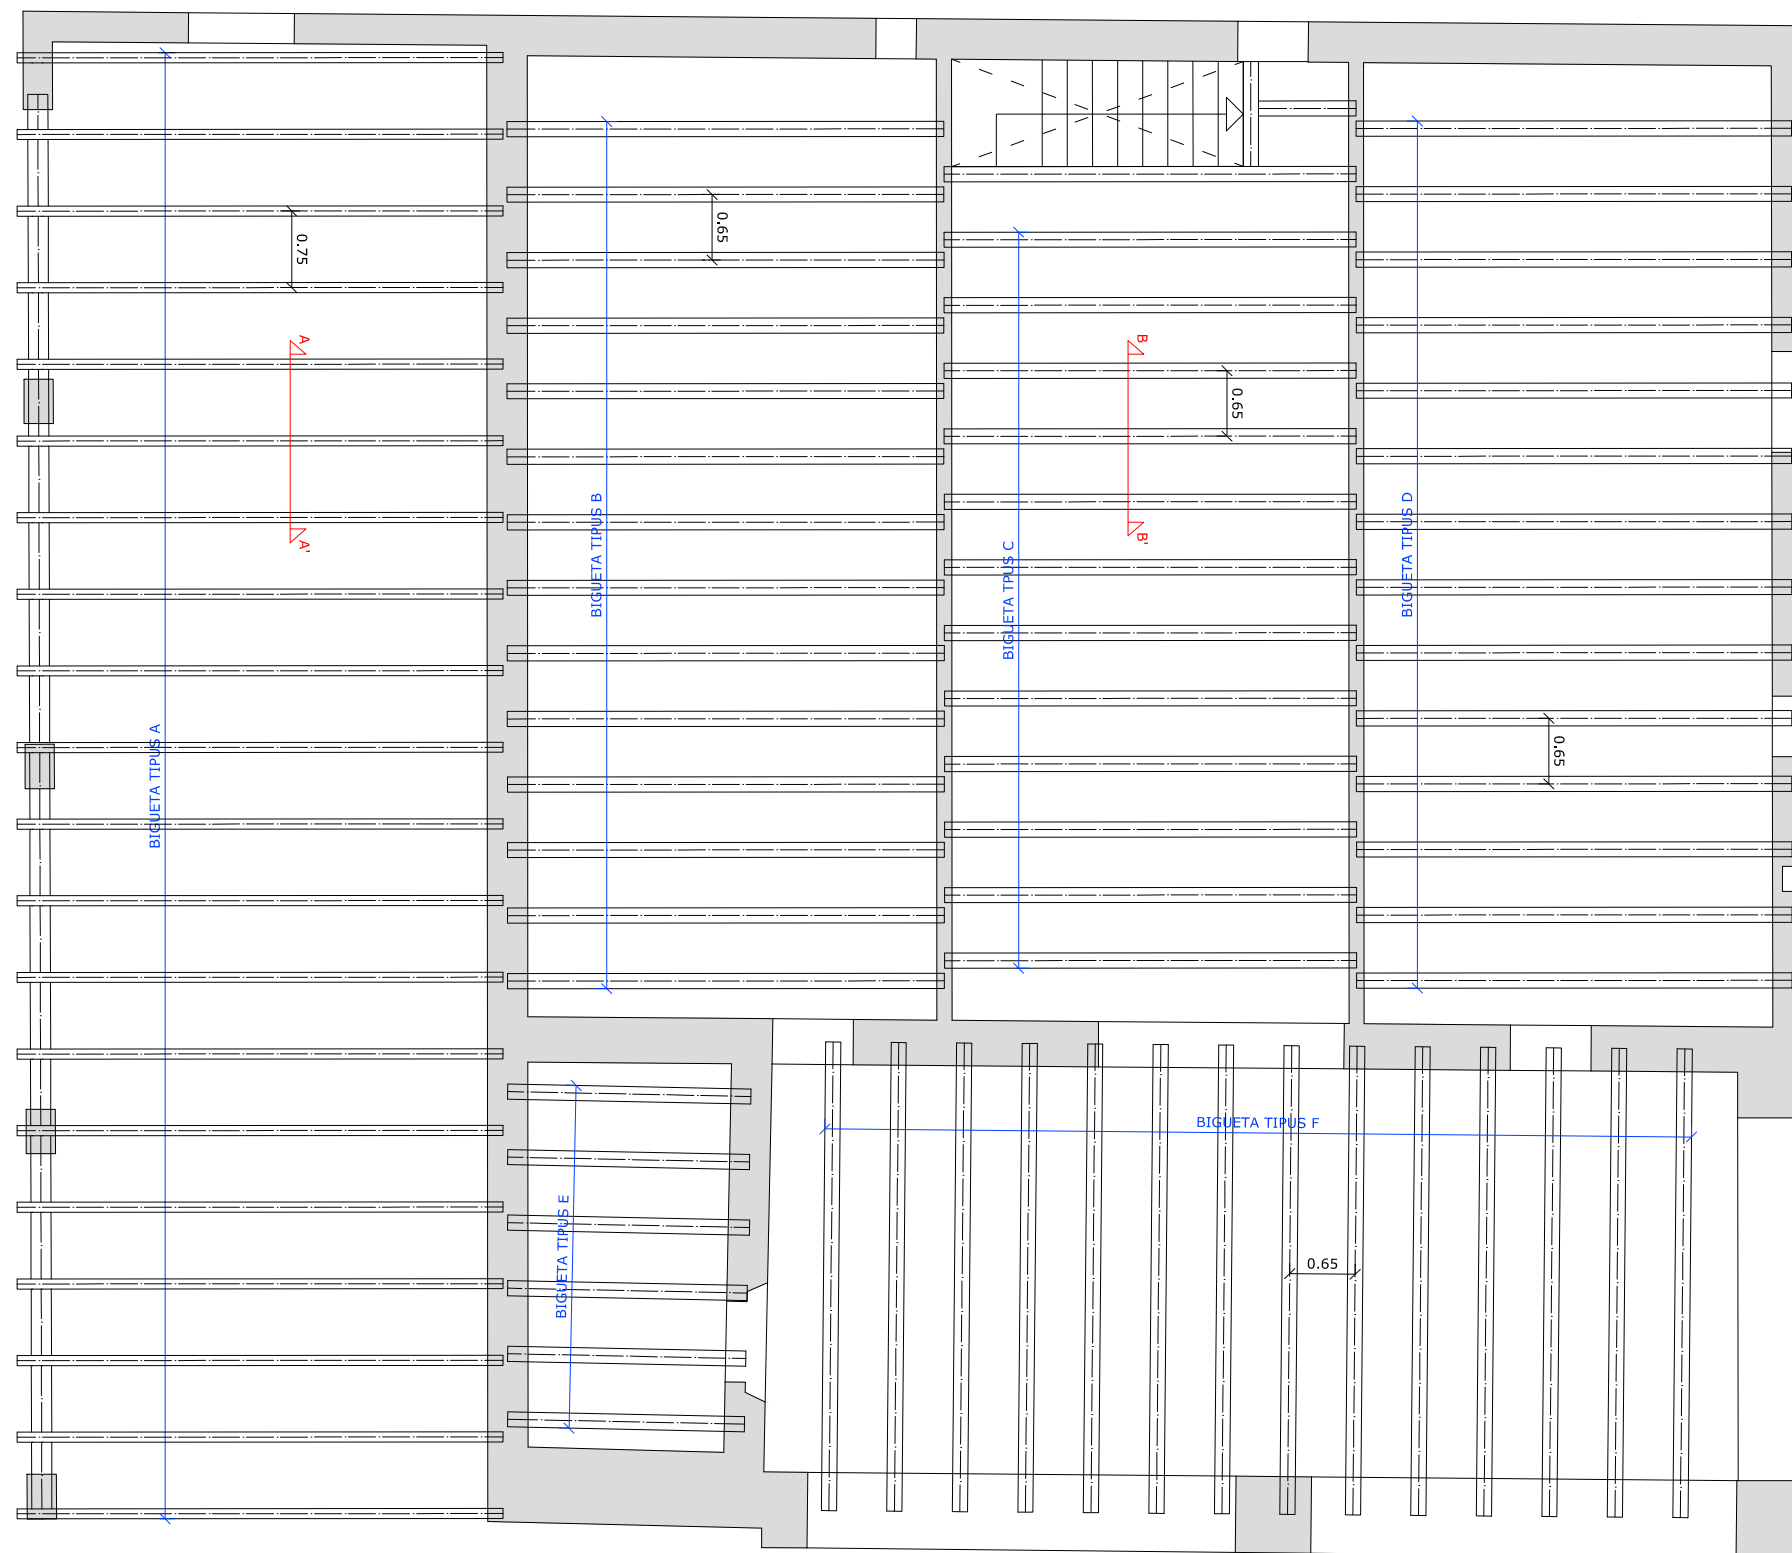 0.65
0.75
A
B
0.65
A'
B'
BIGUETA TIPUS B
BIGUETA TPUS C
BIGUETA TIPUS D
0.65
BIGUETA TIPUS A
BIGUETA TIPUS F
BIGUETA TIPUS E
0.65